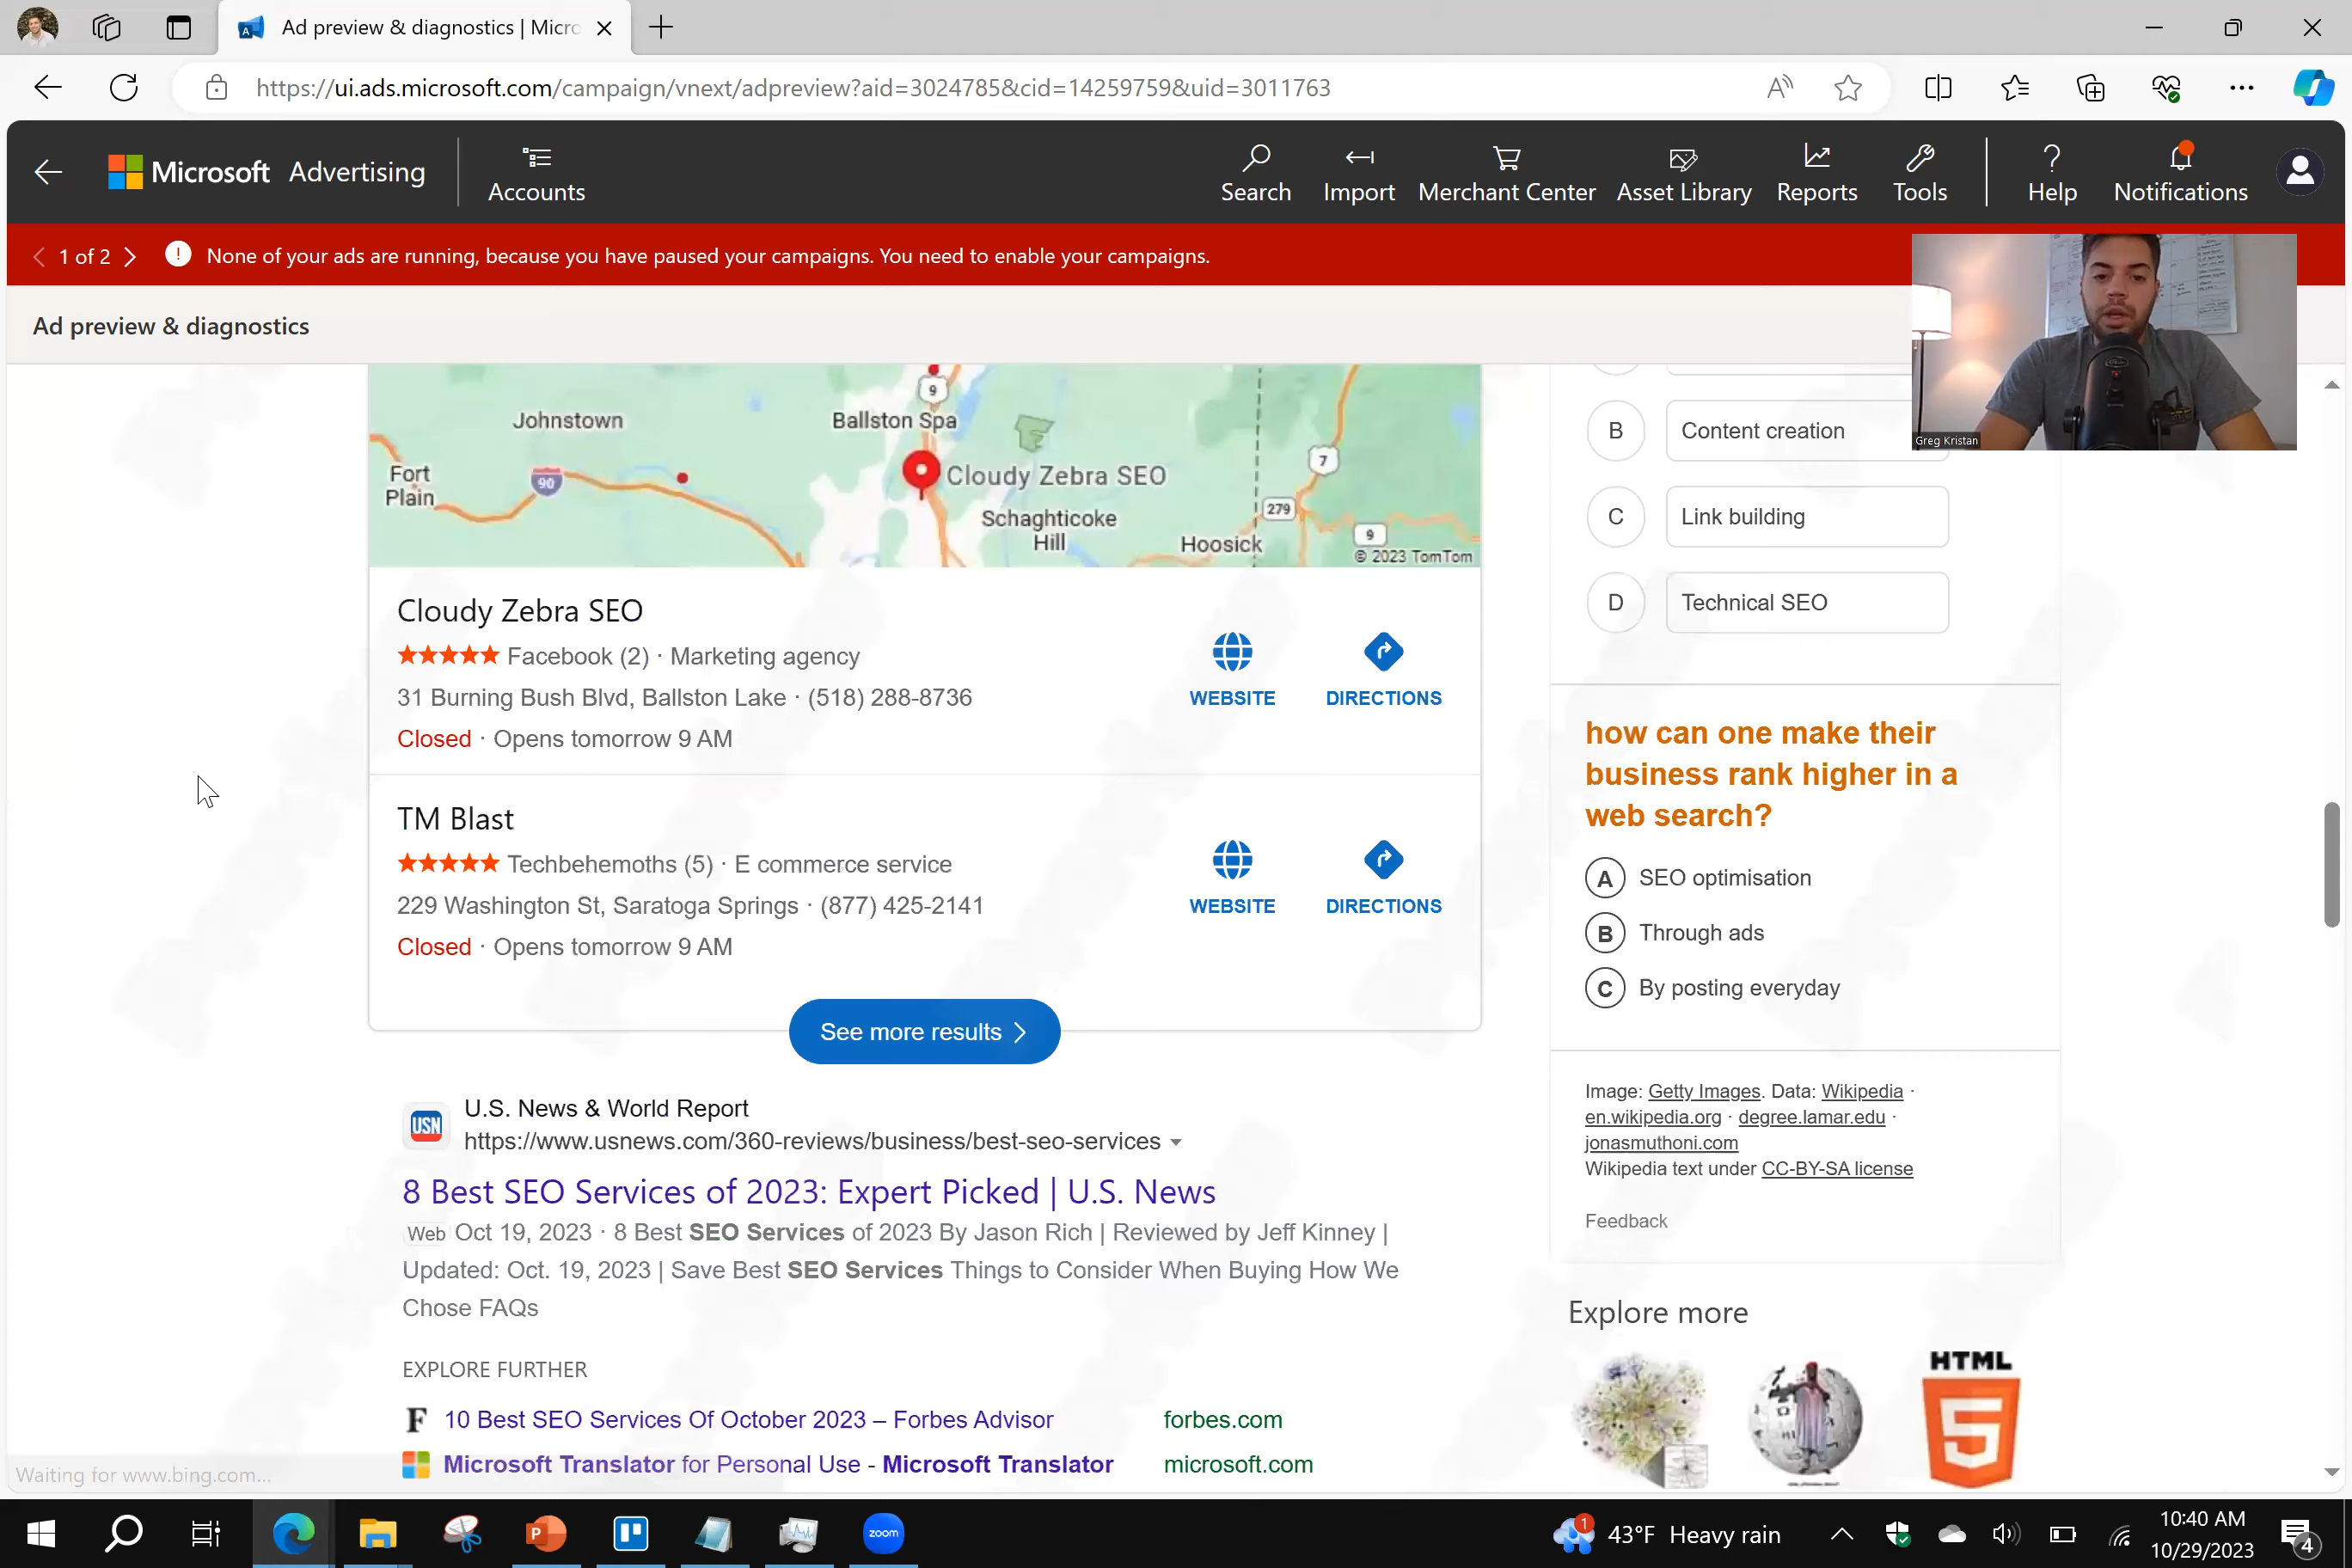 Ad preview & diagnostics | Micro
https://ui.ads.microsoft.com/campaign/vnext/adpreview?aid=3024785&cid=14259759&uid=3011763
Microsoft Advertising
Accounts
Search
Import
Merchant Center
Asset Library
Reports
Tools
Help
Notifications
1 of 2
None of your ads are running, because you have paused your campaigns. You need to enable your campaigns.
Ad preview & diagnostics
Greg Kristan
Johnstown
Ballston Spa
9
Fort
Plain
90
Cloudy Zebra SEO
7
279
Schaghticoke
Hill
Hoosick
9
© 2023 TomTom
Cloudy Zebra SEO
Facebook (2) · Marketing agency
31 Burning Bush Blvd, Ballston Lake · (518) 288-8736
Closed · Opens tomorrow 9 AM
WEBSITE
DIRECTIONS
TM Blast
Techbehemoths (5) · E commerce service
229 Washington St, Saratoga Springs · (877) 425-2141
Closed · Opens tomorrow 9 AM
WEBSITE
DIRECTIONS
See more results
U.S. News & World Report
USN
https://www.usnews.com/360-reviews/business/best-seo-services
8 Best SEO Services of 2023: Expert Picked | U.S. News
Web Oct 19, 2023 · 8 Best SEO Services of 2023 By Jason Rich | Reviewed by Jeff Kinney |
Updated: Oct. 19, 2023 | Save Best SEO Services Things to Consider When Buying How We
Chose FAQs
EXPLORE FURTHER
F 10 Best SEO Services Of October 2023 – Forbes Advisor
forbes.com
Microsoft Translator for Personal Use - Microsoft Translator
microsoft.com
Waiting for www.bing.com...
B Content creation
C Link building
D Technical SEO
how can one make their
business rank higher in a
web search?
A SEO optimisation
B Through ads
C By posting everyday
Image: Getty Images. Data: Wikipedia ·
en.wikipedia.org · degree.lamar.edu ·
jonasmuthoni.com
Wikipedia text under CC-BY-SA license
Feedback
Explore more
HTML
5
zoom
1
43°F Heavy rain
10:40 AM
10/29/2023
4